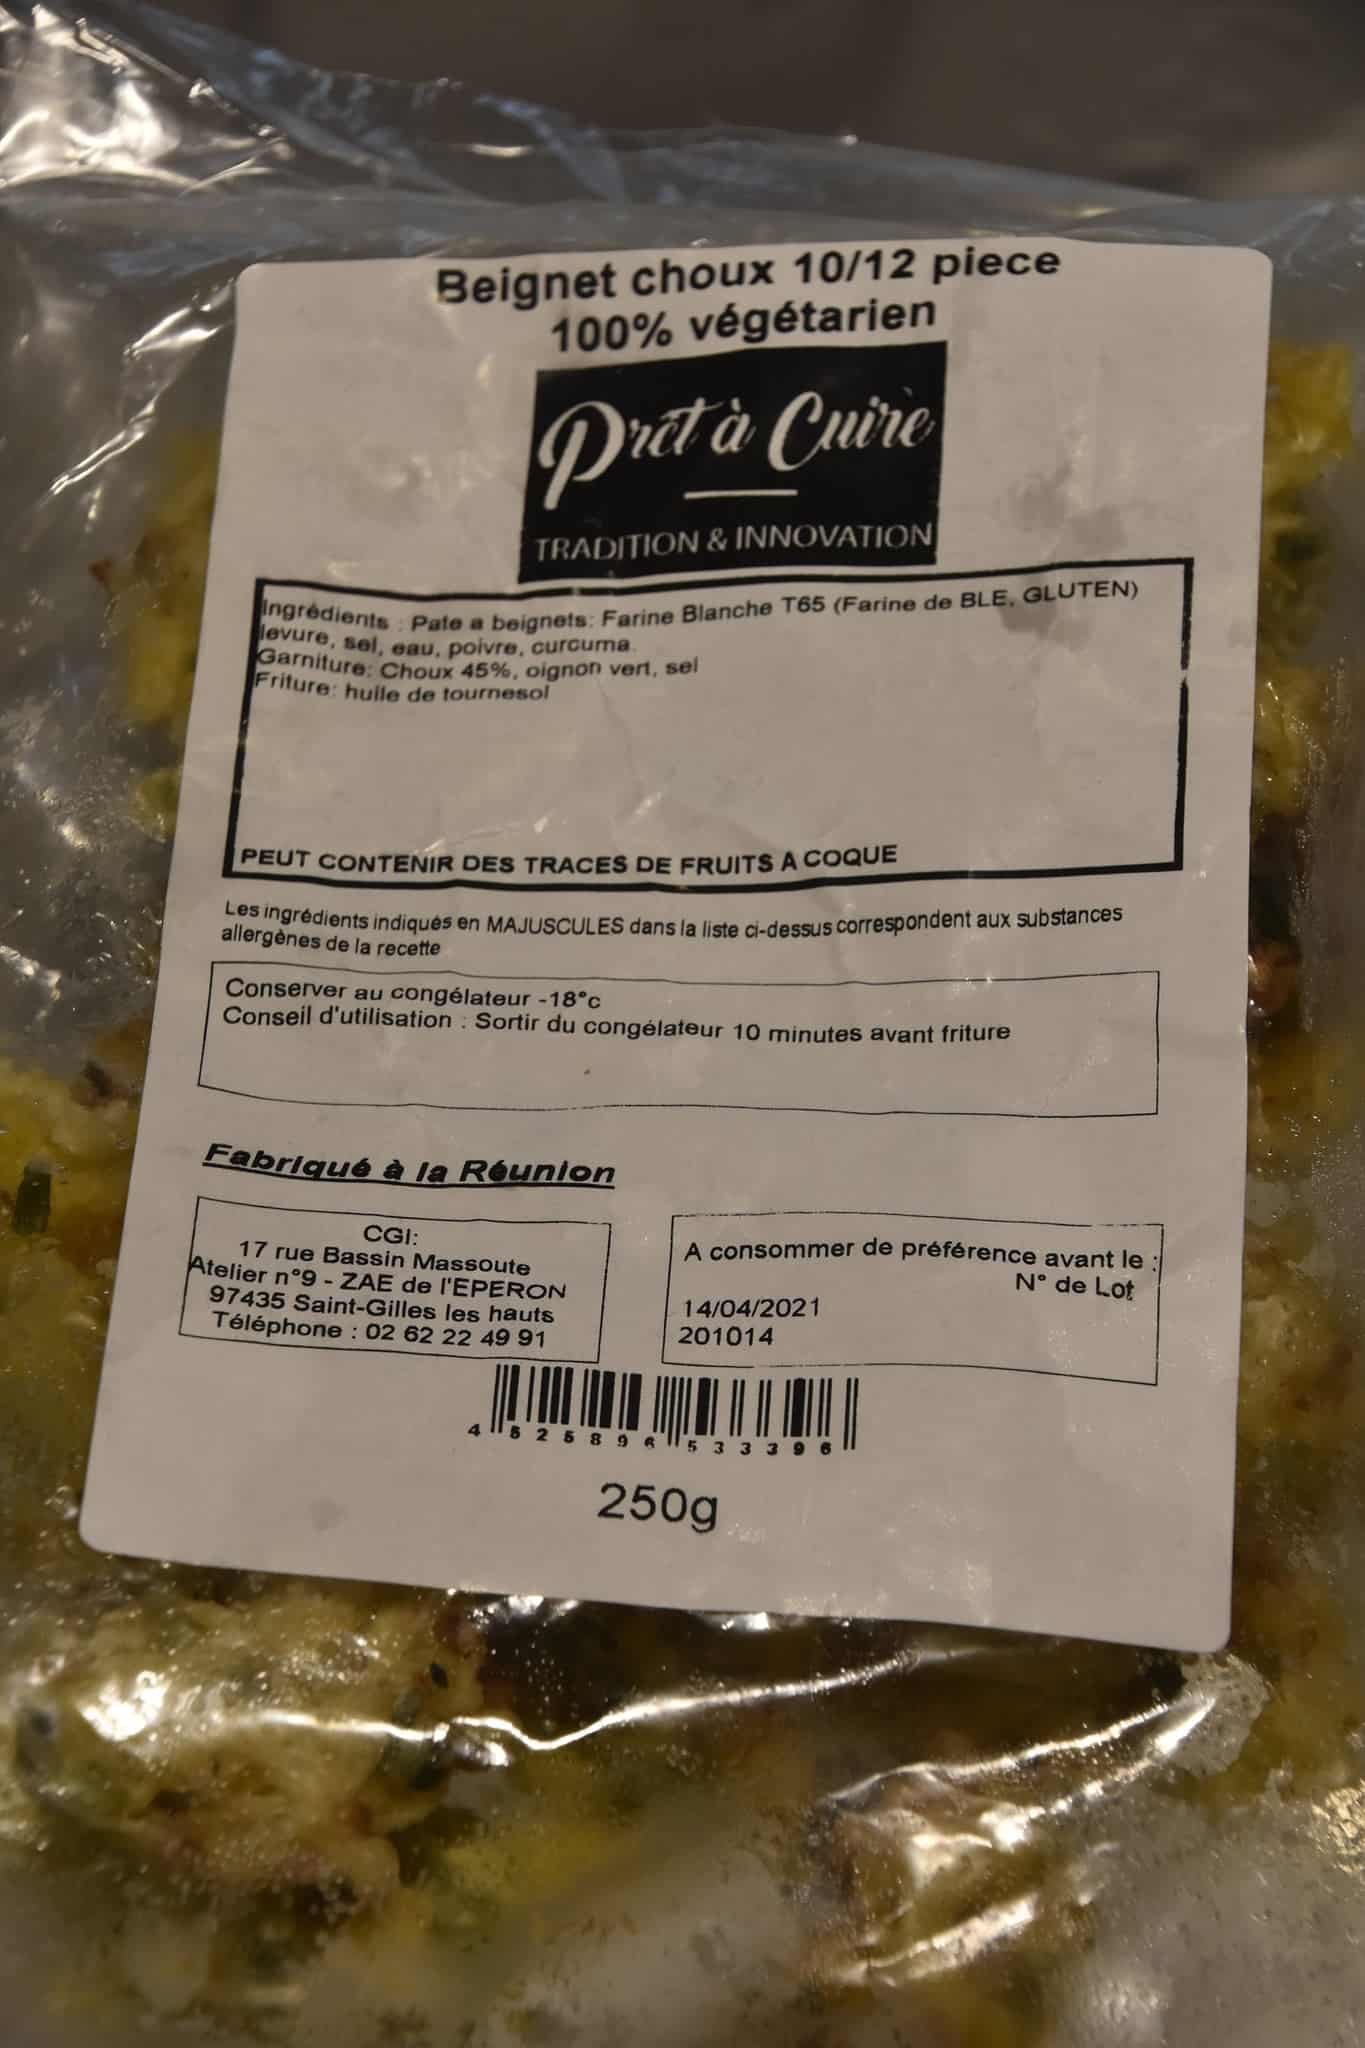 Beignet choux 10/12 piece
100% végétarien
Prêt à Cuire
TRADITION & INNOVATION
Ingrédients : Pate a beignets: Farine Blanche T65 (Farine de BLE, GLUTEN)
levure, sel, eau, poivre, curcuma.
Garniture: Choux 45%, oignon vert, sel
Friture: huile de tournesol
PEUT CONTENIR DES TRACES DE FRUITS A COQUE
Les ingrédients indiqués en MAJUSCULES dans la liste ci-dessus correspondent aux substances
allergènes de la recette
Conserver au congélateur -18°c
Conseil d'utilisation : Sortir du congélateur 10 minutes avant friture
Fabriqué à la Réunion
CGI:
17 rue Bassin Massoute
Atelier n°9 - ZAE de l'EPERON
97435 Saint-Gilles les hauts
Téléphone : 02 62 22 49 91
A consommer de préférence avant le :
N° de Lot
14/04/2021
201014
4 525896 533396
250g